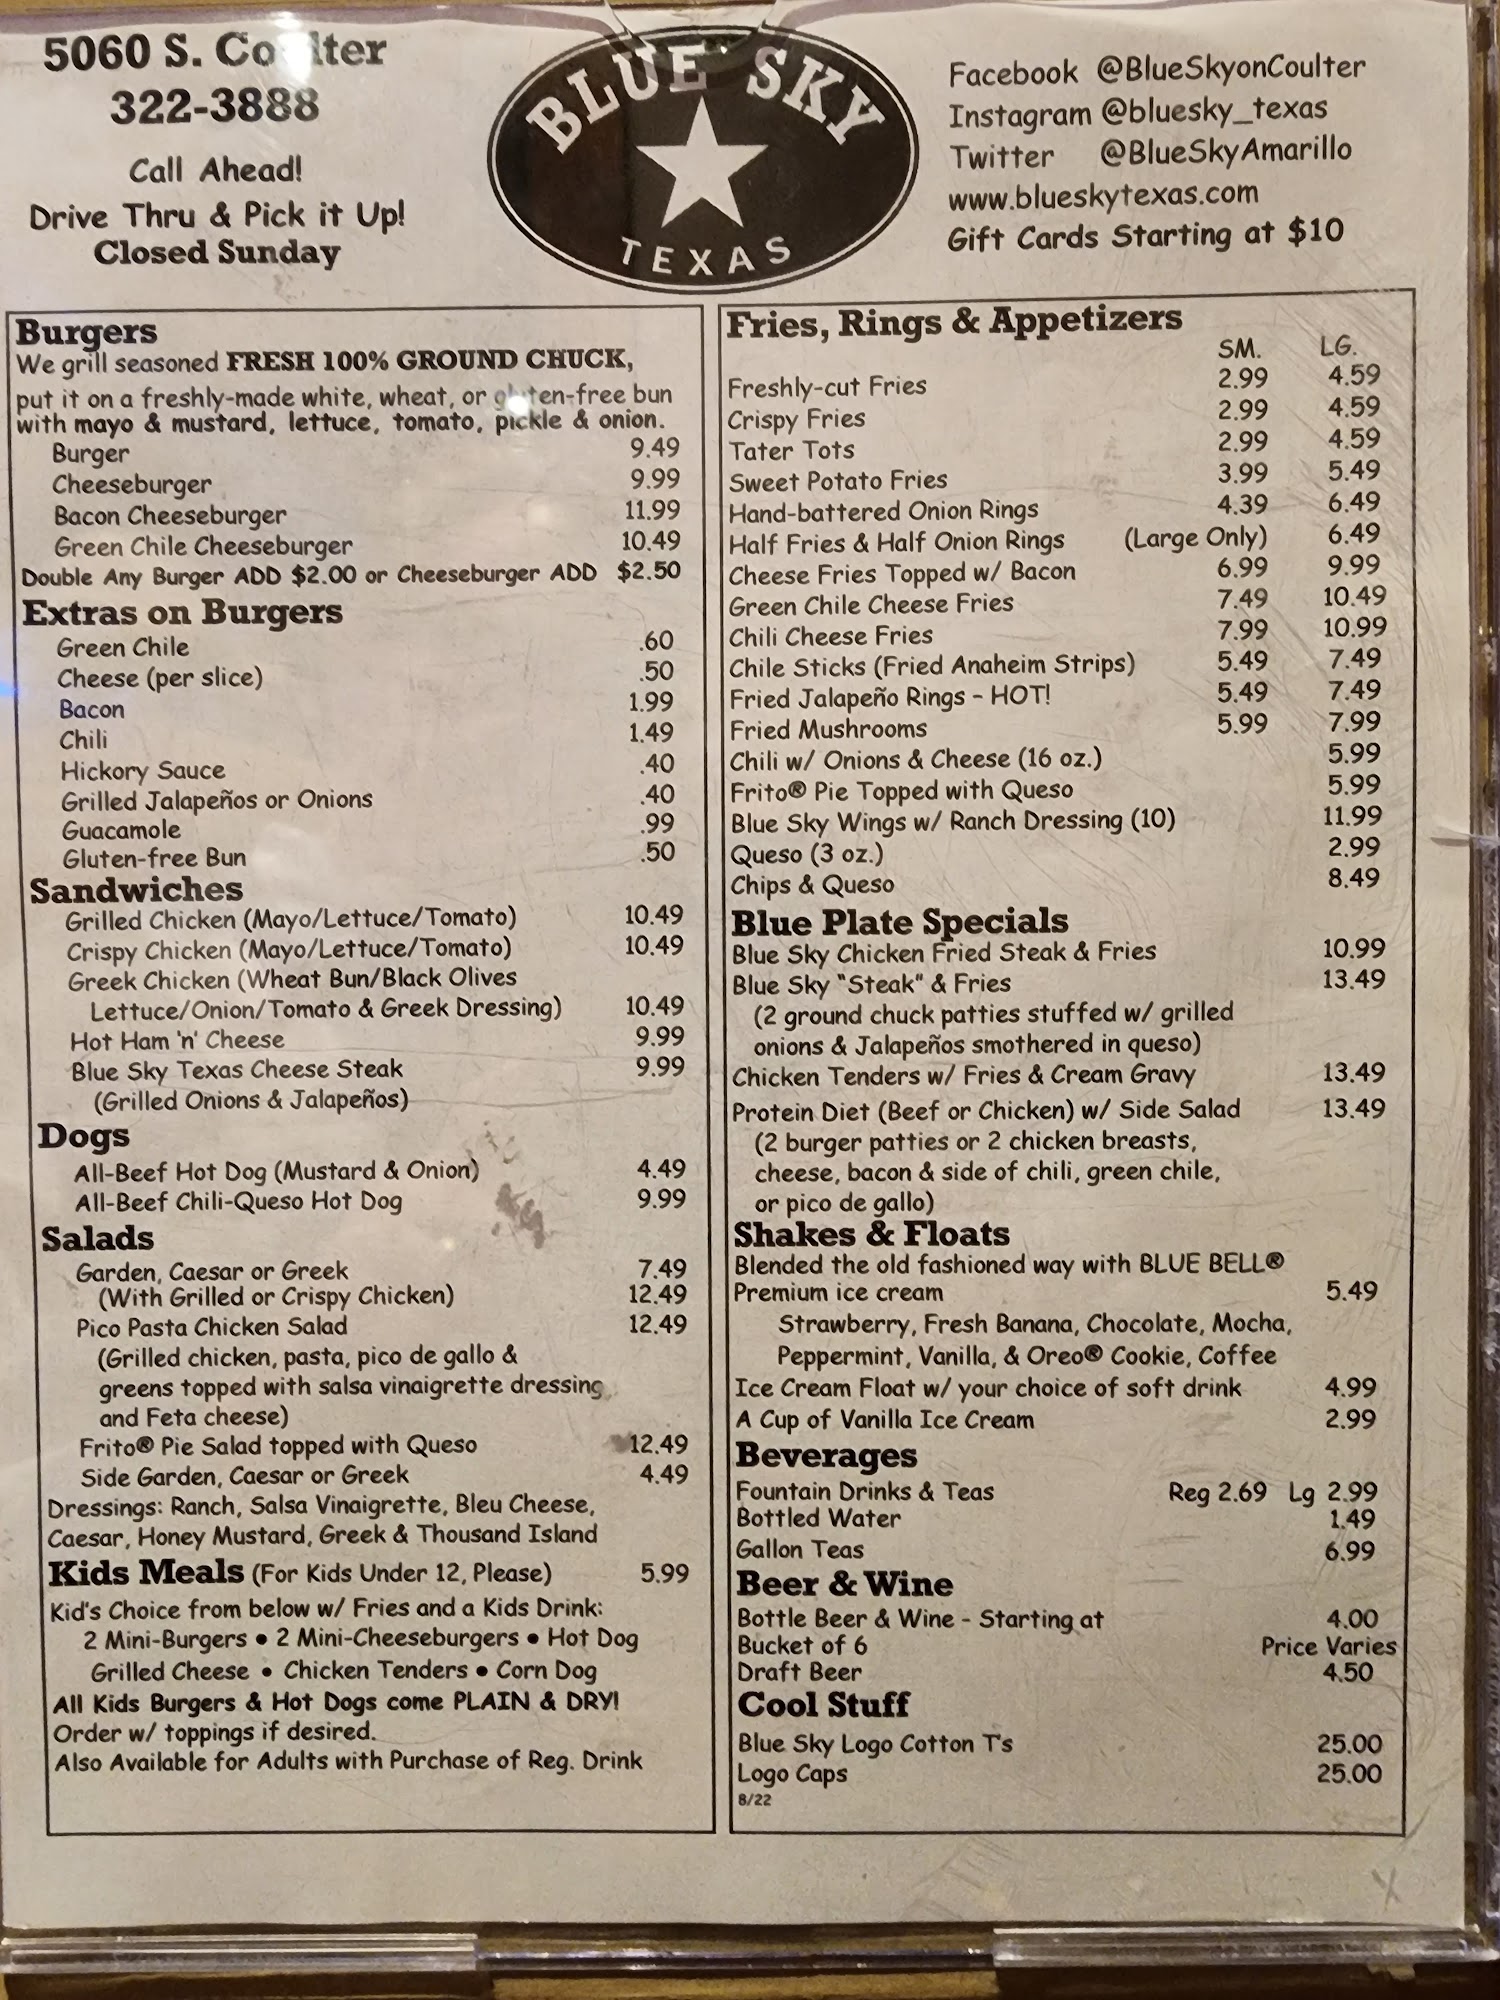 5060 S. Coulter
322-3888
Call Ahead!
Drive Thru & Pick it Up!
Closed Sunday
BLUE SKY
TEXAS
Facebook @BlueSkyonCoulter
Instagram @bluesky_texas
Twitter @BlueSkyAmarillo
www.blueskytexas.com
Gift Cards Starting at $10
Burgers
We grill seasoned FRESH 100% GROUND CHUCK,
put it on a freshly-made white, wheat, or gluten-free bun
with mayo & mustard, lettuce, tomato, pickle & onion.
Burger 9.49
Cheeseburger 9.99
Bacon Cheeseburger 11.99
Green Chile Cheeseburger 10.49
Double Any Burger ADD $2.00 or Cheeseburger ADD $2.50
Extras on Burgers
Green Chile .60
Cheese (per slice) .50
Bacon 1.99
Chili 1.49
Hickory Sauce .40
Grilled Jalapeños or Onions .40
Guacamole .99
Gluten-free Bun .50
Sandwiches
Grilled Chicken (Mayo/Lettuce/Tomato) 10.49
Crispy Chicken (Mayo/Lettuce/Tomato) 10.49
Greek Chicken (Wheat Bun/Black Olives
Lettuce/Onion/Tomato & Greek Dressing) 10.49
Hot Ham 'n' Cheese 9.99
Blue Sky Texas Cheese Steak 9.99
(Grilled Onions & Jalapeños)
Dogs
All-Beef Hot Dog (Mustard & Onion) 4.49
All-Beef Chili-Queso Hot Dog 9.99
Salads
Garden, Caesar or Greek 7.49
(With Grilled or Crispy Chicken) 12.49
Pico Pasta Chicken Salad 12.49
(Grilled chicken, pasta, pico de gallo &
greens topped with salsa vinaigrette dressing
and Feta cheese)
Frito® Pie Salad topped with Queso 12.49
Side Garden, Caesar or Greek 4.49
Dressings: Ranch, Salsa Vinaigrette, Bleu Cheese,
Caesar, Honey Mustard, Greek & Thousand Island
Kids Meals (For Kids Under 12, Please) 5.99
Kid's Choice from below w/ Fries and a Kids Drink:
2 Mini-Burgers • 2 Mini-Cheeseburgers • Hot Dog
Grilled Cheese • Chicken Tenders • Corn Dog
All Kids Burgers & Hot Dogs come PLAIN & DRY!
Order w/ toppings if desired.
Also Available for Adults with Purchase of Reg. Drink
Fries, Rings & Appetizers
SM. LG.
Freshly-cut Fries 2.99 4.59
Crispy Fries 2.99 4.59
Tater Tots 2.99 4.59
Sweet Potato Fries 3.99 5.49
Hand-battered Onion Rings 4.39 6.49
Half Fries & Half Onion Rings (Large Only) 6.49
Cheese Fries Topped w/ Bacon 6.99 9.99
Green Chile Cheese Fries 7.49 10.49
Chili Cheese Fries 7.99 10.99
Chile Sticks (Fried Anaheim Strips) 5.49 7.49
Fried Jalapeño Rings - HOT! 5.49 7.49
Fried Mushrooms 5.99 7.99
Chili w/ Onions & Cheese (16 oz.) 5.99
Frito® Pie Topped with Queso 5.99
Blue Sky Wings w/ Ranch Dressing (10) 11.99
Queso (3 oz.) 2.99
Chips & Queso 8.49
Blue Plate Specials
Blue Sky Chicken Fried Steak & Fries 10.99
Blue Sky "Steak" & Fries 13.49
(2 ground chuck patties stuffed w/ grilled
onions & Jalapeños smothered in queso)
Chicken Tenders w/ Fries & Cream Gravy 13.49
Protein Diet (Beef or Chicken) w/ Side Salad 13.49
(2 burger patties or 2 chicken breasts,
cheese, bacon & side of chili, green chile,
or pico de gallo)
Shakes & Floats
Blended the old fashioned way with BLUE BELL®
Premium ice cream 5.49
Strawberry, Fresh Banana, Chocolate, Mocha,
Peppermint, Vanilla, & Oreo® Cookie, Coffee
Ice Cream Float w/ your choice of soft drink 4.99
A Cup of Vanilla Ice Cream 2.99
Beverages
Fountain Drinks & Teas Reg 2.69 Lg 2.99
Bottled Water 1.49
Gallon Teas 6.99
Beer & Wine
Bottle Beer & Wine - Starting at 4.00
Bucket of 6 Price Varies
Draft Beer 4.50
Cool Stuff
Blue Sky Logo Cotton T's 25.00
Logo Caps 25.00
8/22